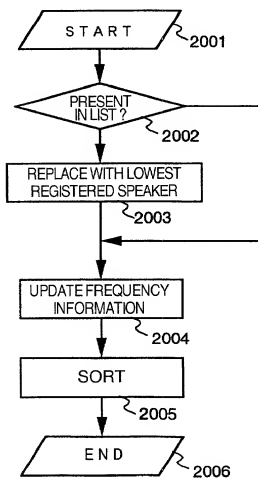 START
2001
PRESENT
IN LIST ?
2002
REPLACE WITH LOWEST
REGISTERED SPEAKER
2003
UPDATE FREQUENCY
INFORMATION
2004
SORT
2005
END
2006